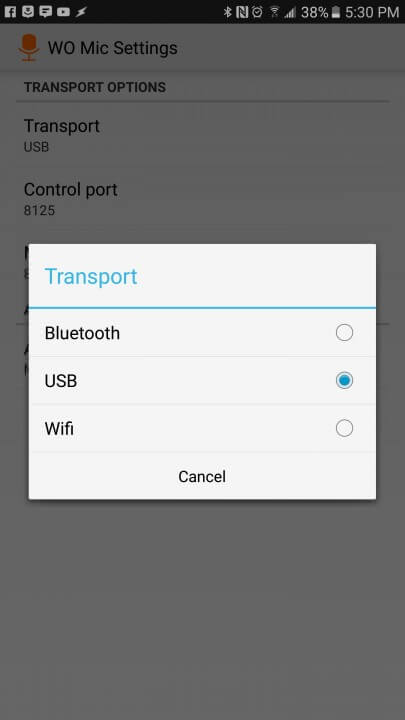 38% 5:30 PM
WO Mic Settings
TRANSPORT OPTIONS
Transport
USB
Control port
8125
Transport
Bluetooth
USB
Wifi
Cancel